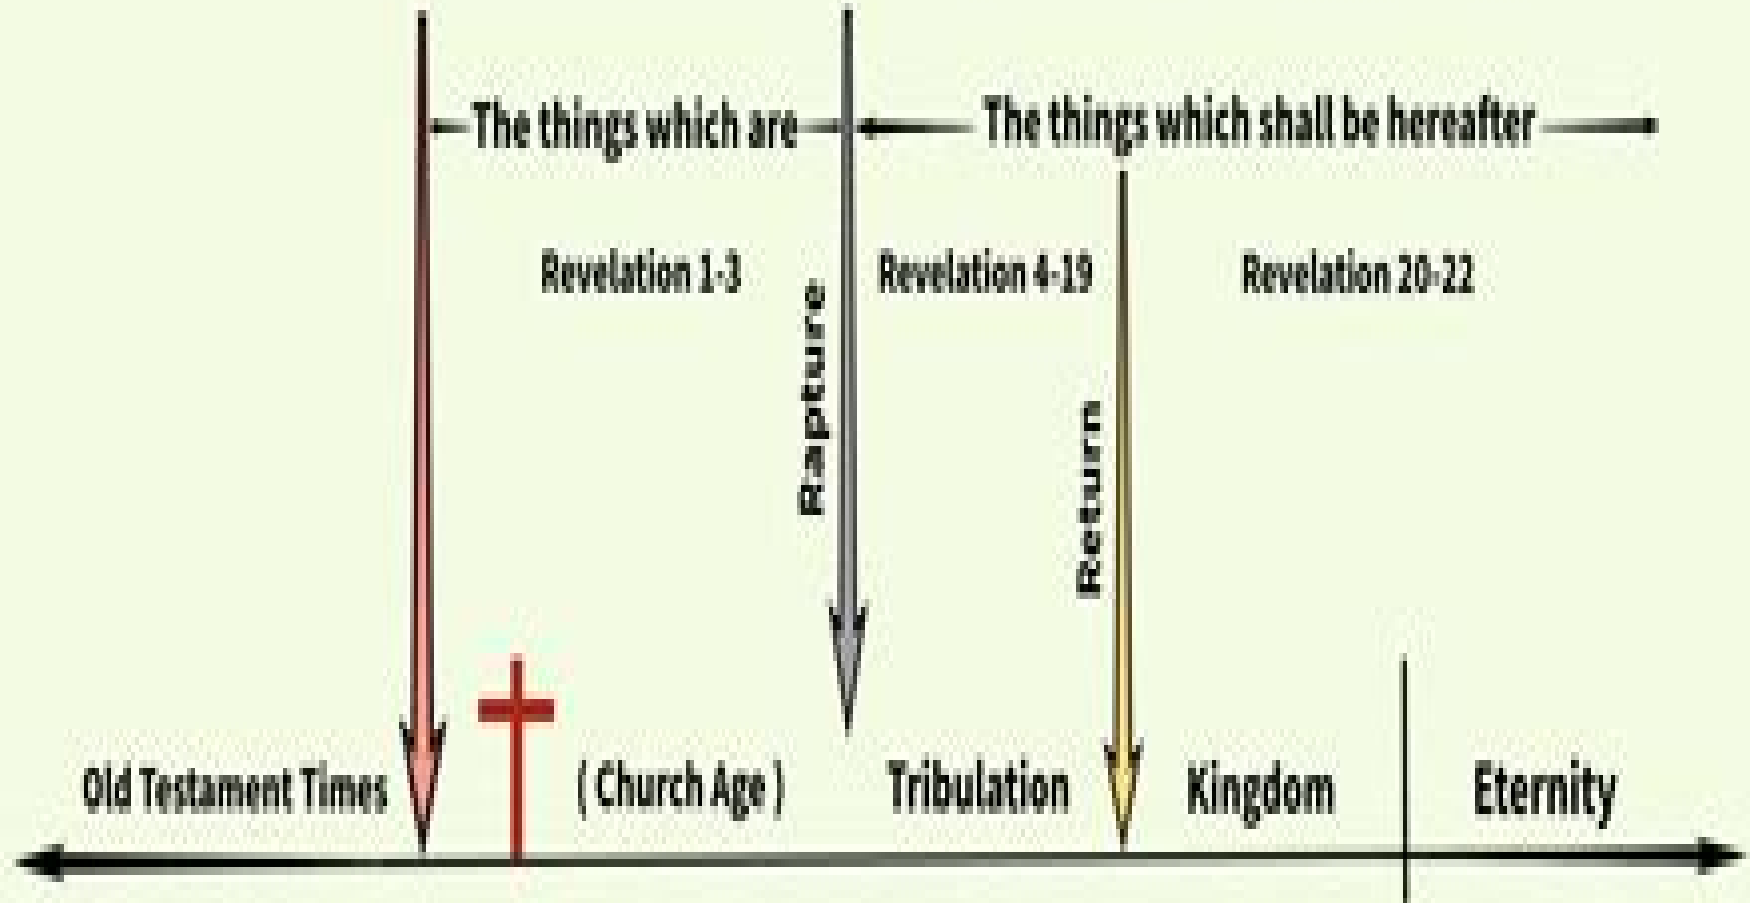 The things which are
The things which shall be hereafter
Revelation 1-3
Revelation 4-19
Revelation 20-22
Rapture
Return
Old Testament Times
( Church Age )
Tribulation
Kingdom
Eternity